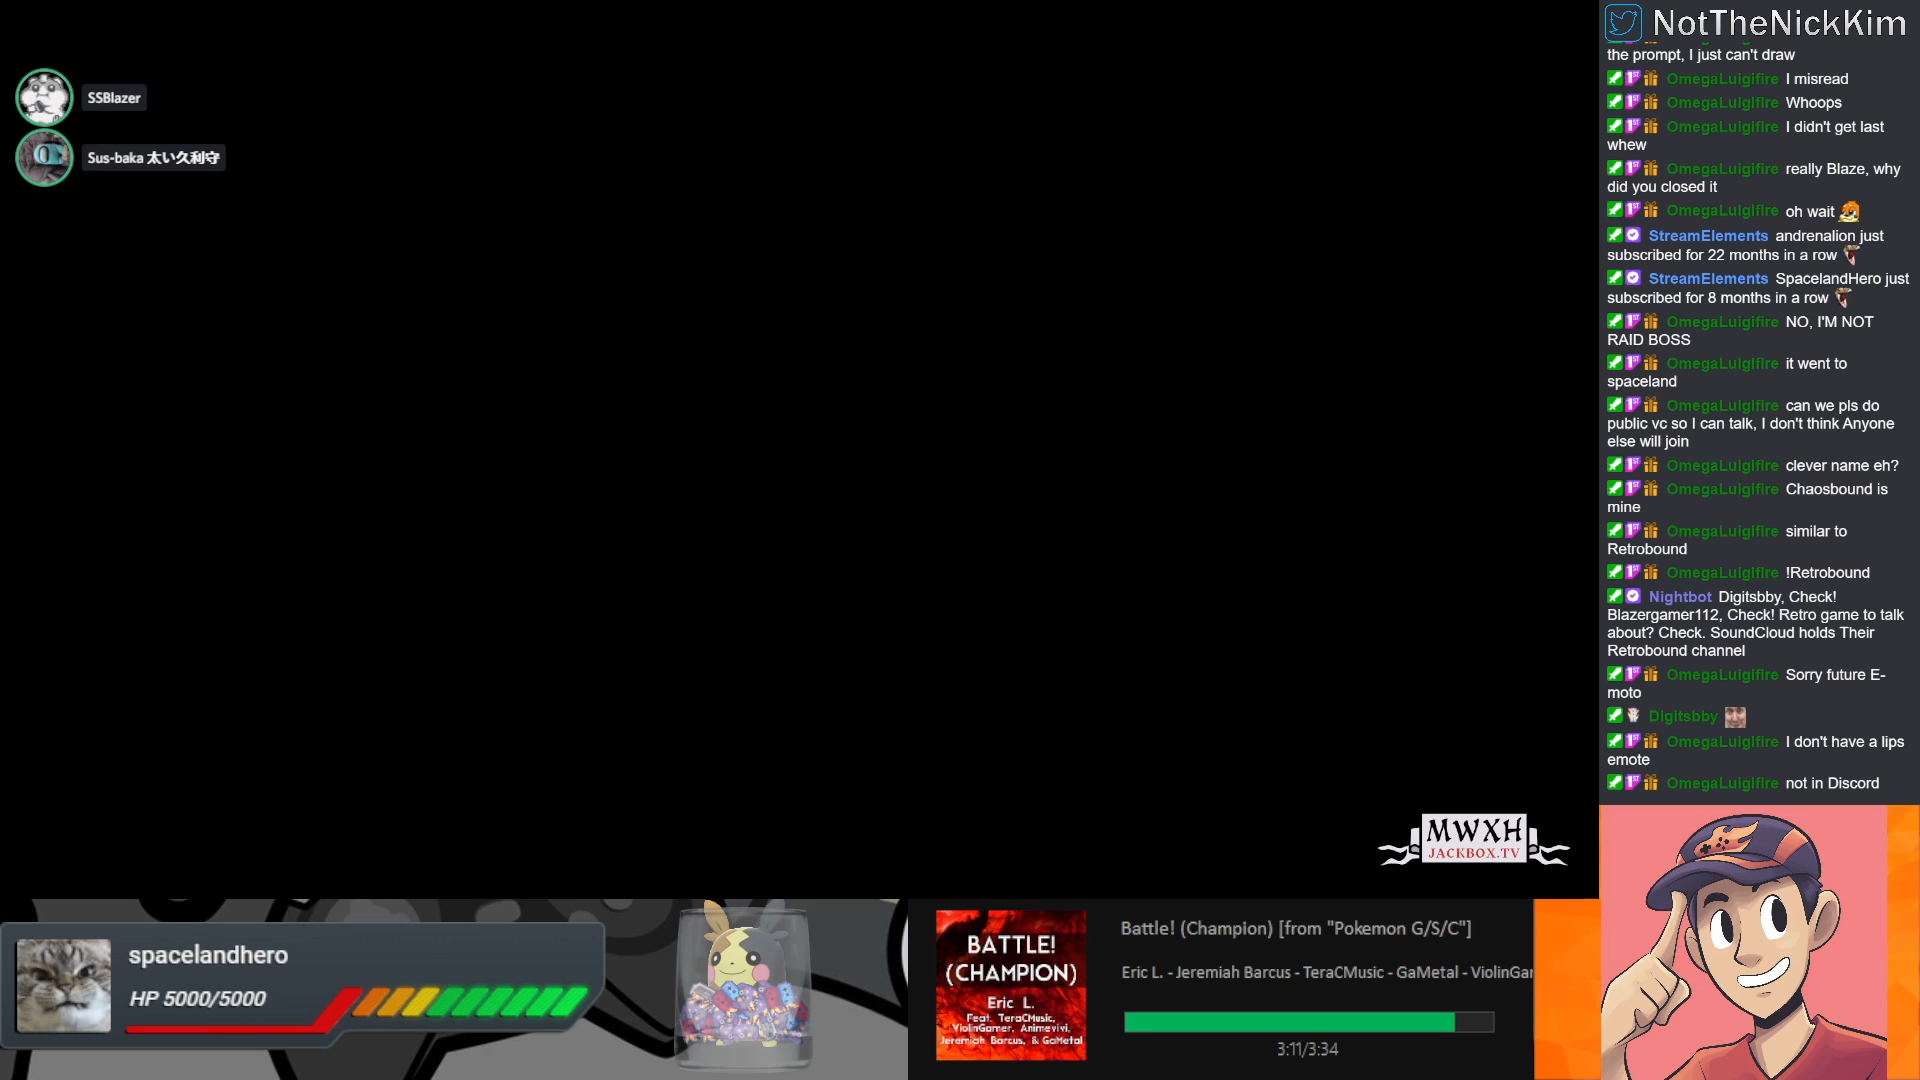 NotTheNickKim
SSBlazer
Sus-baka 太い久利守
the prompt, I just can't draw
OmegaLuigifire I misread
OmegaLuigifire Whoops
OmegaLuigifire I didn't get last
whew
OmegaLuigifire really Blaze, why
did you closed it
OmegaLuigifire oh wait
StreamElements andrenalion just
subscribed for 22 months in a row
StreamElements SpacelandHero just
subscribed for 8 months in a row
OmegaLuigifire NO, I'M NOT
RAID BOSS
OmegaLuigifire it went to
spaceland
OmegaLuigifire can we pls do
public vc so I can talk, I don't think Anyone
else will join
OmegaLuigifire clever name eh?
OmegaLuigifire Chaosbound is
mine
OmegaLuigifire similar to
Retrobound
OmegaLuigifire !Retrobound
Nightbot Digitsbby, Check!
Blazergamer112, Check! Retro game to talk
about? Check. SoundCloud holds Their
Retrobound channel
OmegaLuigifire Sorry future E-
moto
Digitsbby
OmegaLuigifire I don't have a lips
emote
OmegaLuigifire not in Discord
MWXH
JACKBOX.TV
spacelandhero
HP 5000/5000
BATTLE!
(CHAMPION)
Eric L.
Feat. TeraCMusic,
ViolinGamer, Animevivi,
Jeremiah Barcus, & GaMetal
Battle! (Champion) [from "Pokemon G/S/C"]
Eric L. - Jeremiah Barcus - TeraCMusic - GaMetal - ViolinGar
3:11/3:34